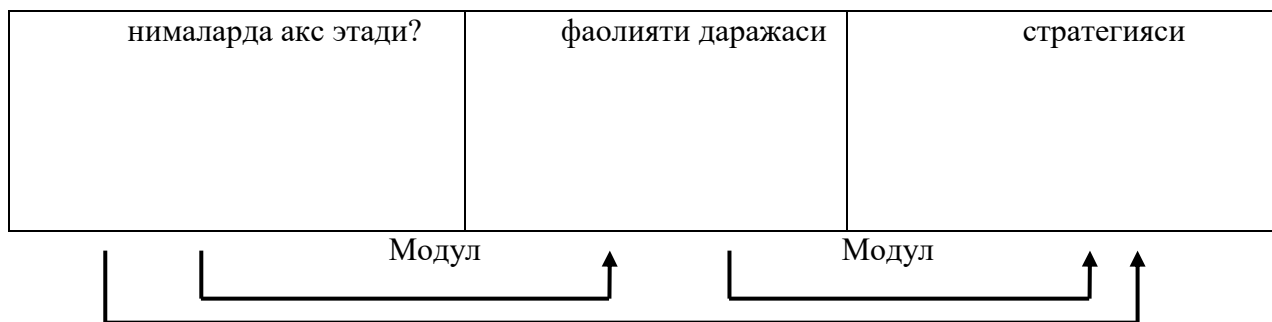 нималарда акс этади?
фаолияти даражаси
стратегияси
Модул
Модул